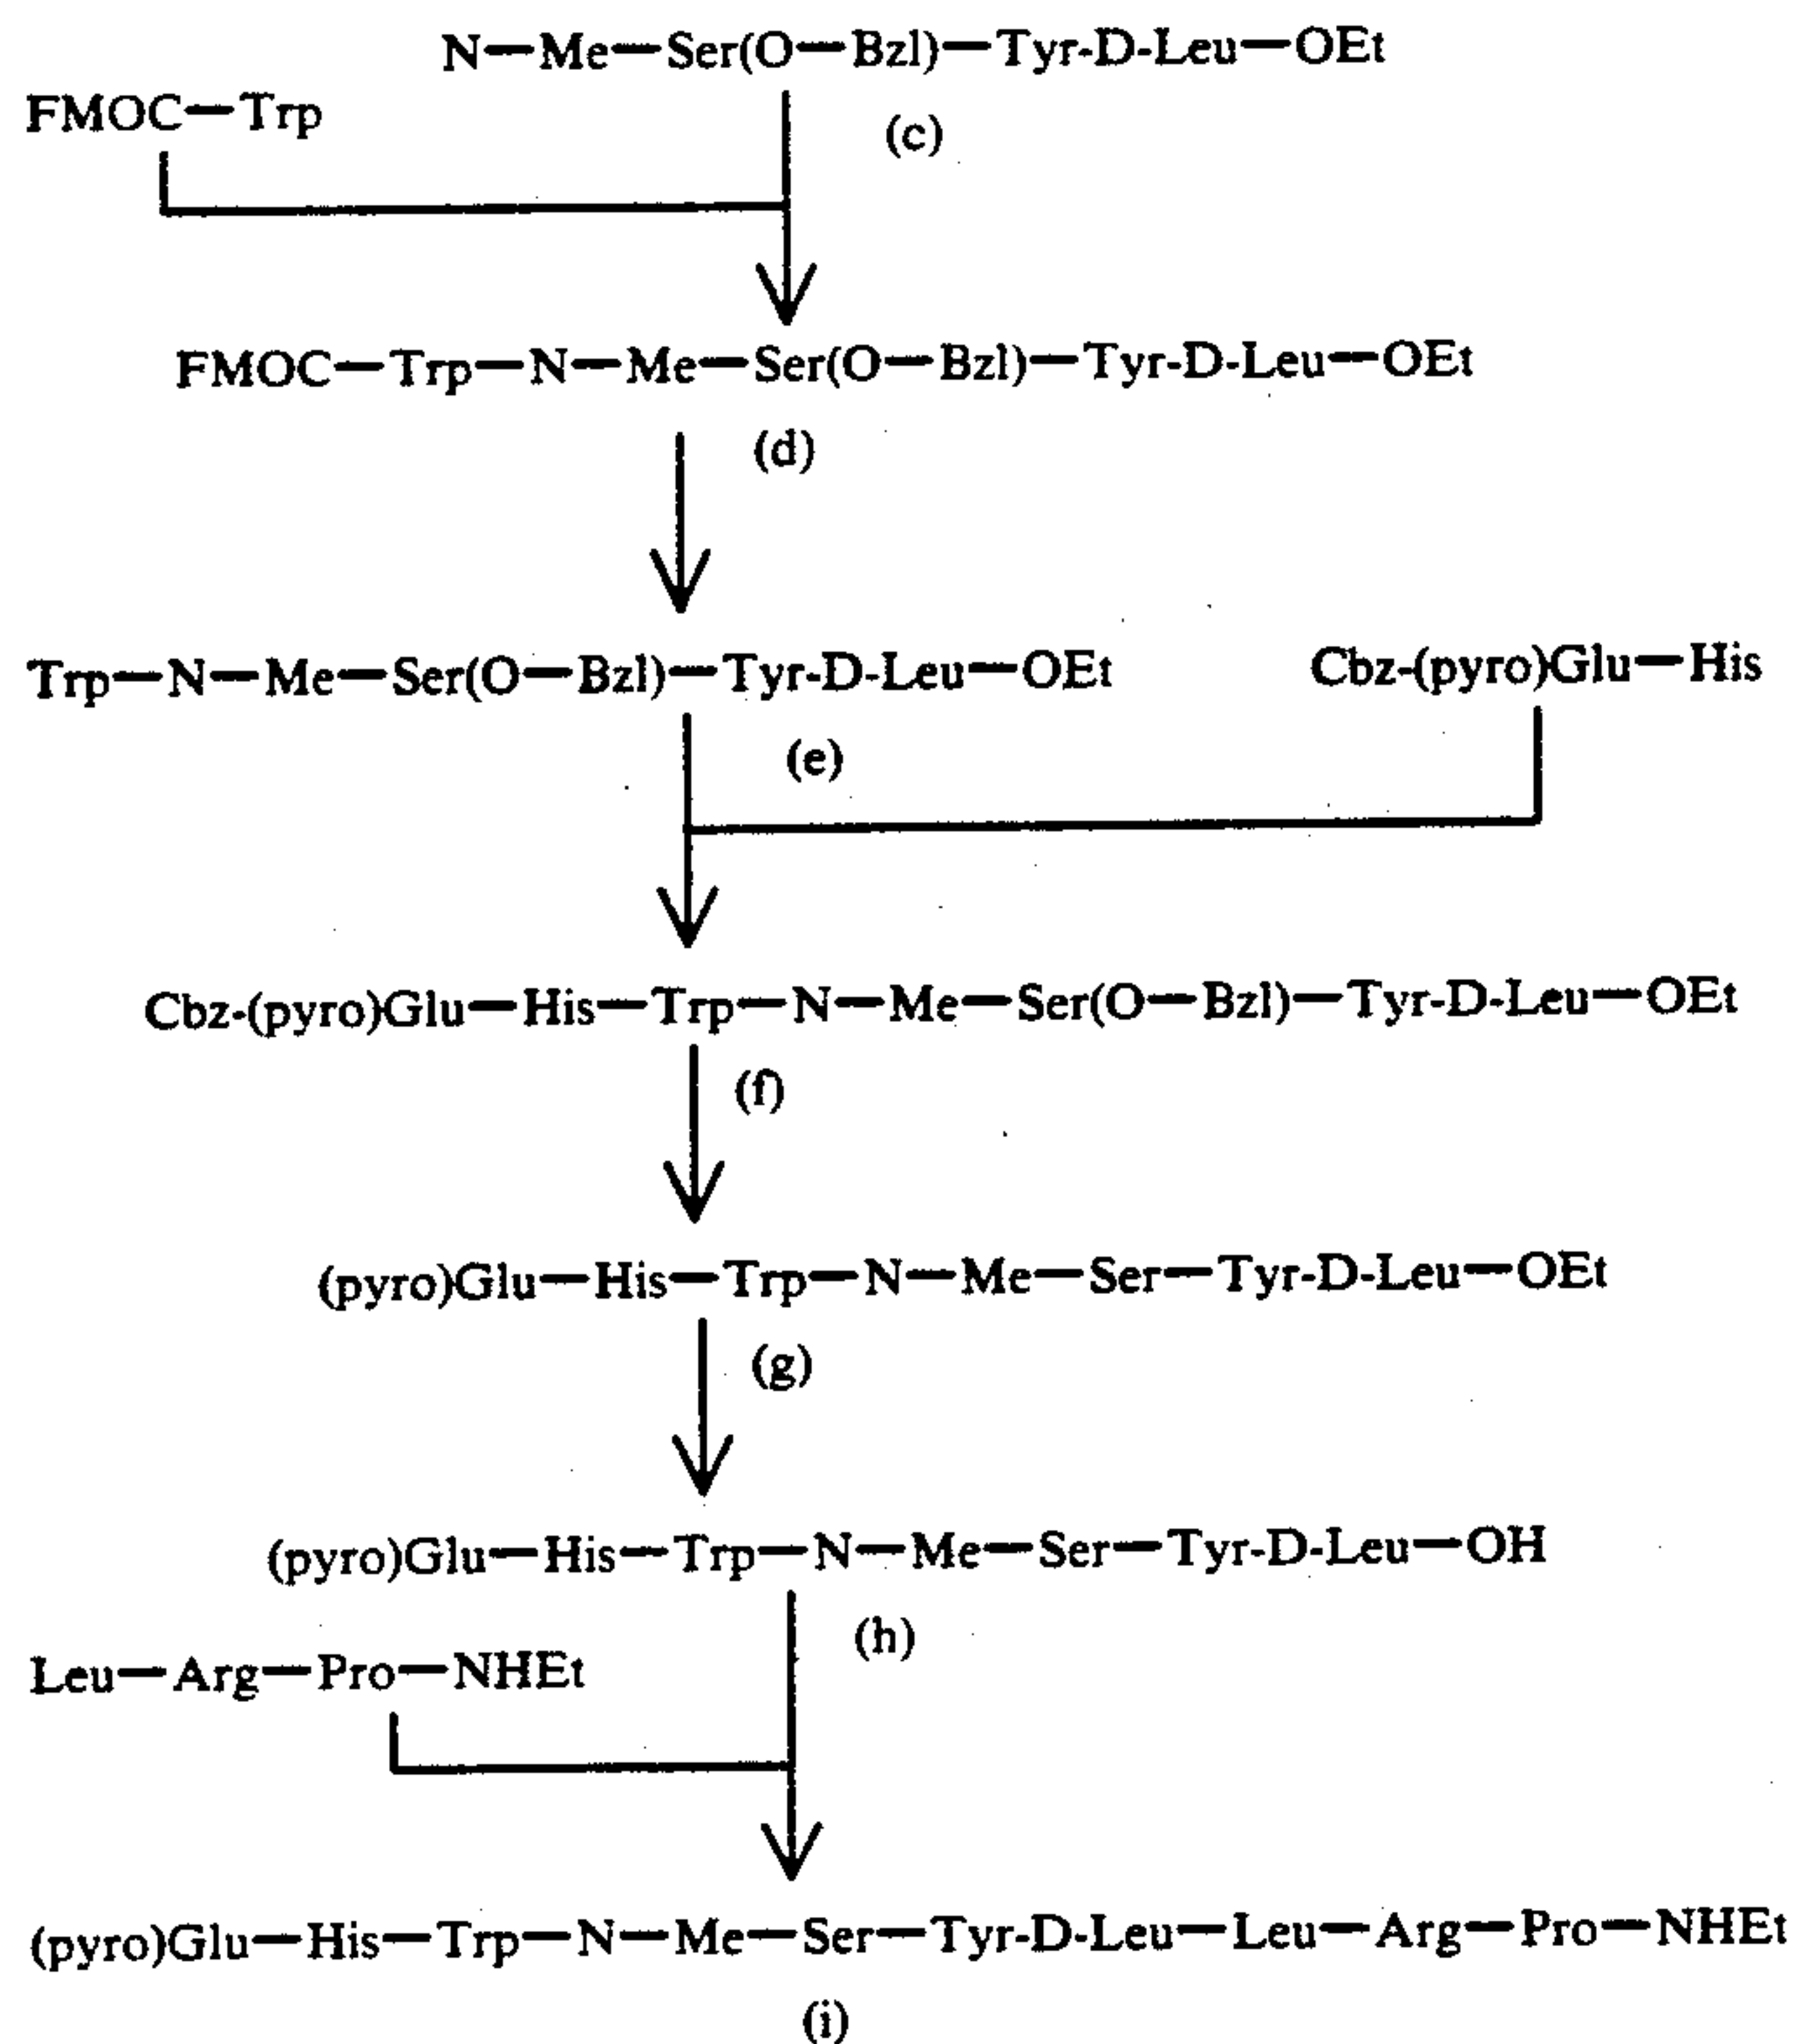 N—Me—Ser(O—Bzl)—Tyr-D-Leu—OEt
FMOC—Trp
(c)
FMOC—Trp—N—Me—Ser(O—Bzl)—Tyr-D-Leu—OEt
(d)
Trp—N—Me—Ser(O—Bzl)—Tyr-D-Leu—OEt
Cbz-(pyro)Glu—His
(e)
Cbz-(pyro)Glu—His—Trp—N—Me—Ser(O—Bzl)—Tyr-D-Leu—OEt
(f)
(pyro)Glu—His—Trp—N—Me—Ser—Tyr-D-Leu—OEt
(g)
(pyro)Glu—His—Trp—N—Me—Ser—Tyr-D-Leu—OH
(h)
Leu—Arg—Pro—NHEt
(pyro)Glu—His—Trp—N—Me—Ser—Tyr-D-Leu—Leu—Arg—Pro—NHEt
(i)